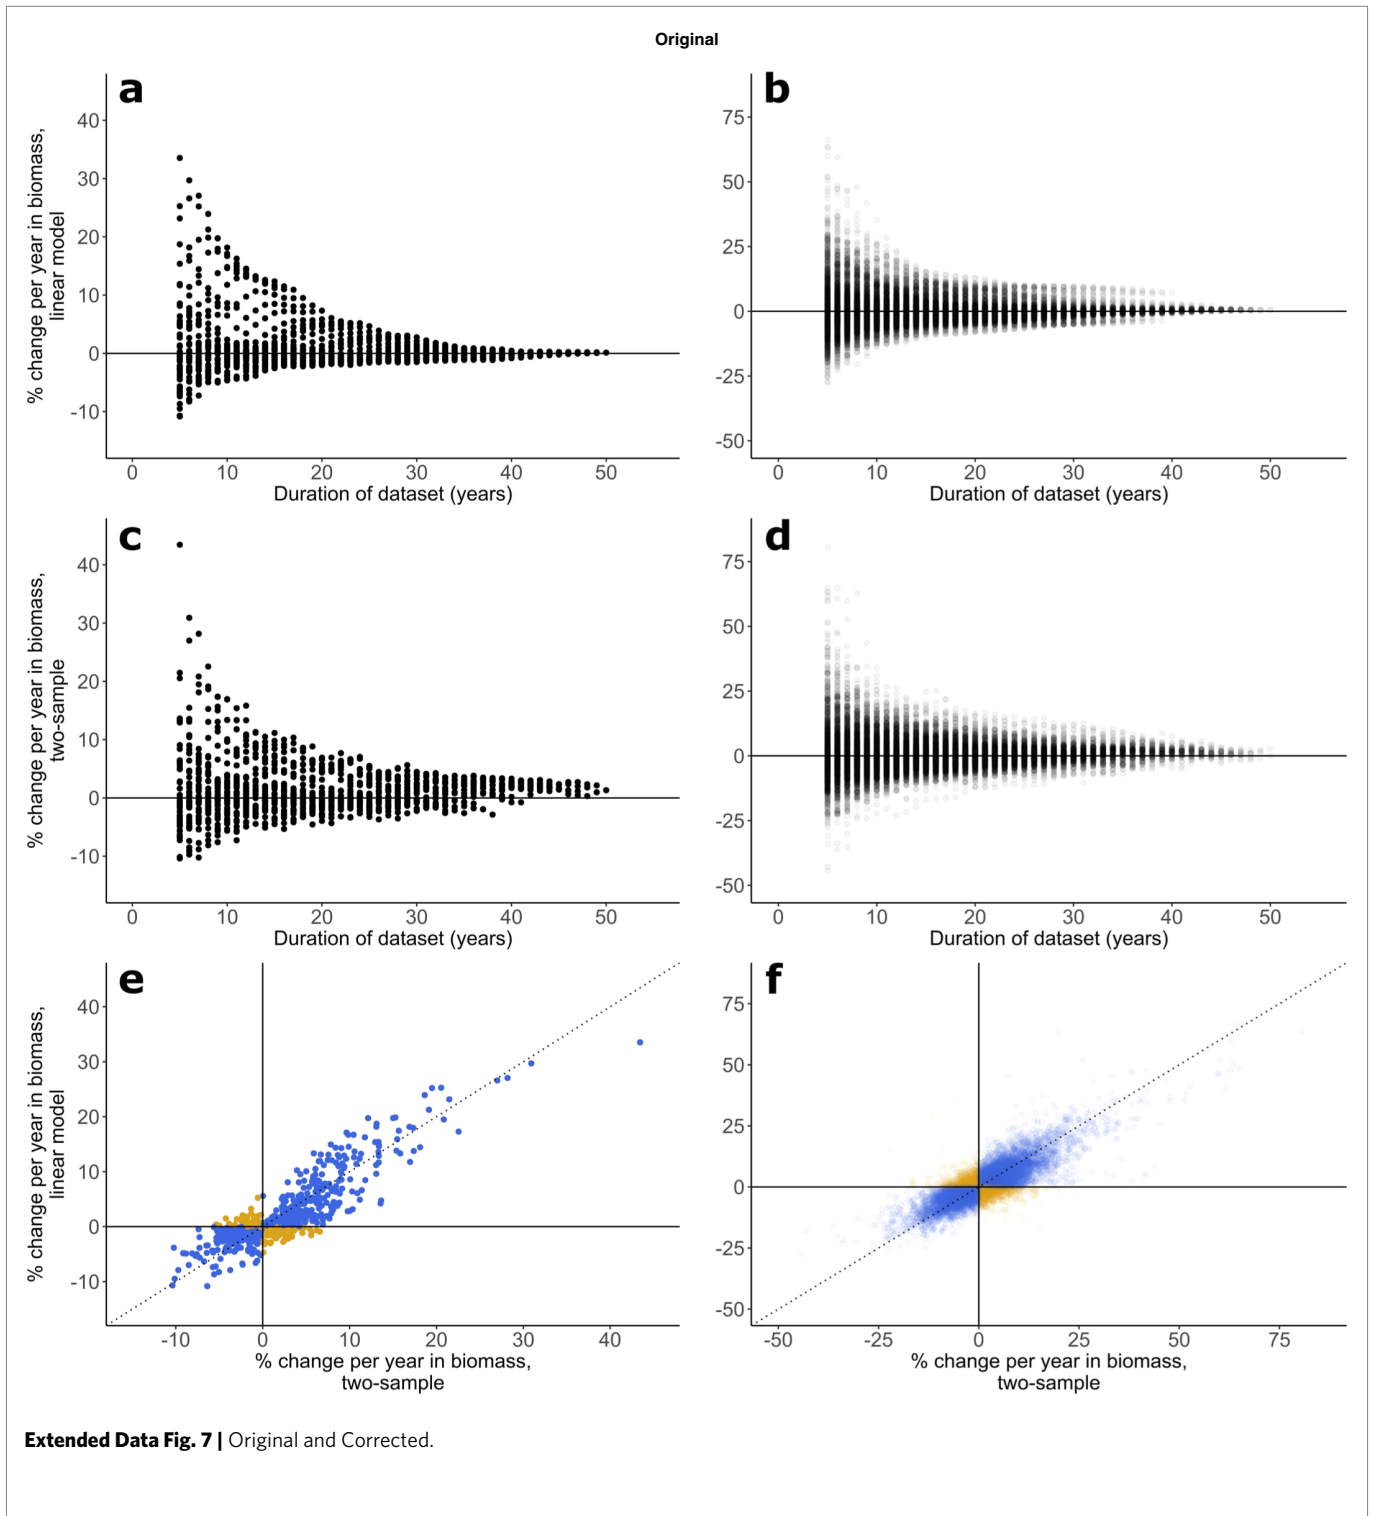 Original
a
% change per year in biomass,
linear model
40
30
20
10
0
-10
0 10 20 30 40 50
Duration of dataset (years)
b
75
50
25
0
-25
-50
0 10 20 30 40 50
Duration of dataset (years)
c
% change per year in biomass,
two-sample
40
30
20
10
0
-10
0 10 20 30 40 50
Duration of dataset (years)
d
75
50
25
0
-25
-50
0 10 20 30 40 50
Duration of dataset (years)
e
% change per year in biomass,
linear model
40
30
20
10
0
-10
-10 0 10 20 30 40
% change per year in biomass,
two-sample
f
75
50
25
0
-25
-50
-50 -25 0 25 50 75
% change per year in biomass,
two-sample
Extended Data Fig. 7 | Original and Corrected.